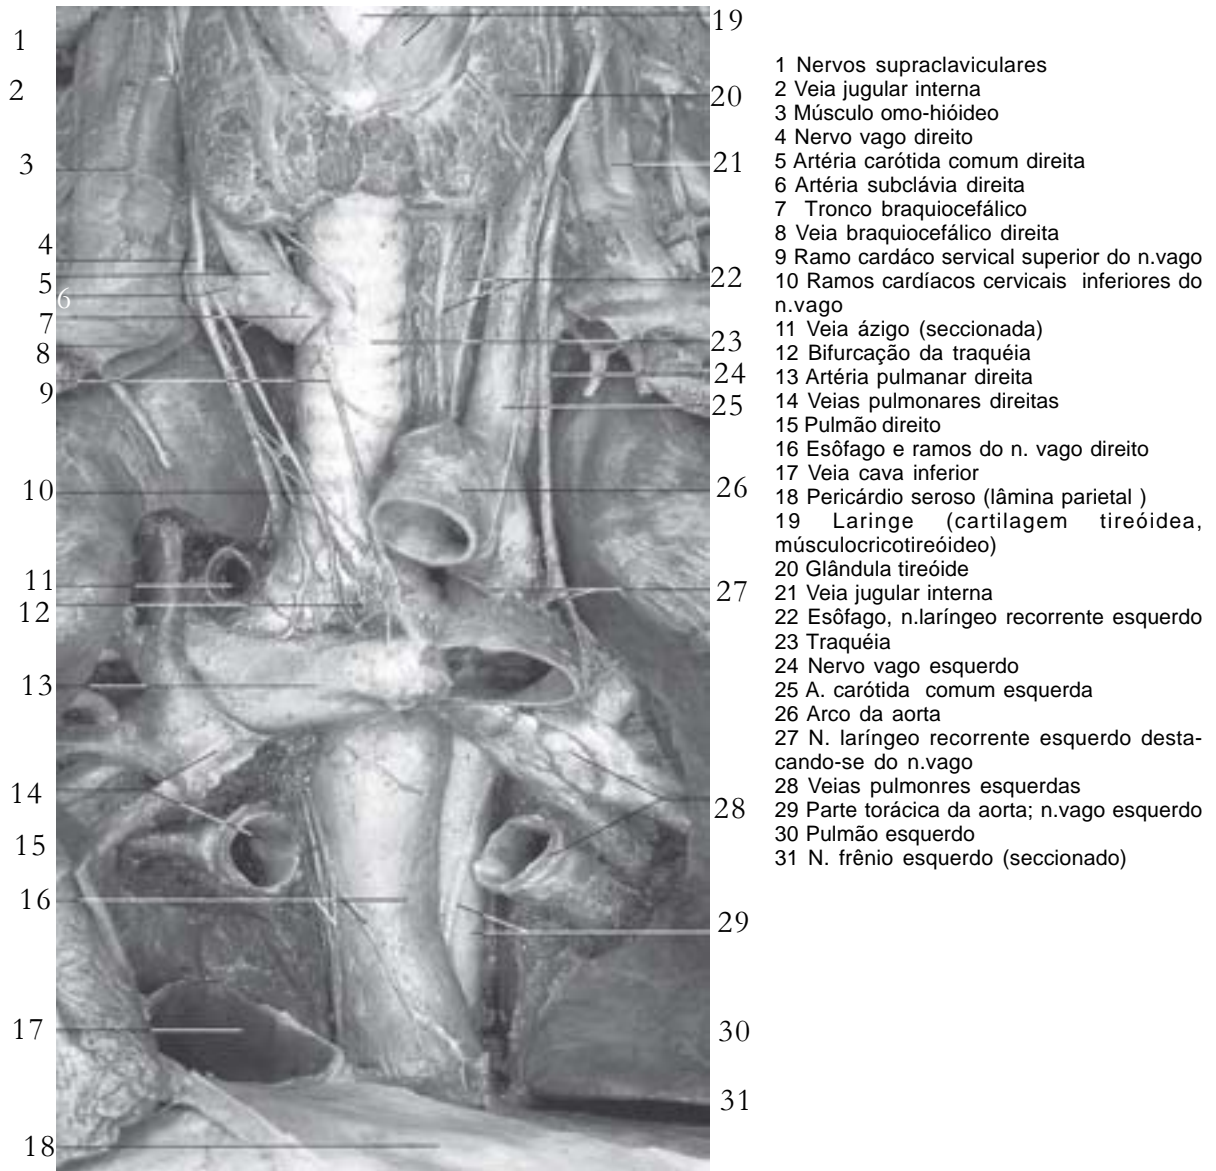 1
2
3
4
5
6
7
8
9
10
11
12
13
14
15
16
17
18
19
20
21
22
23
24
25
26
27
28
29
30
31
1 Nervos supraclaviculares
2 Veia jugular interna
3 Músculo omo-hióideo
4 Nervo vago direito
5 Artéria carótida comum direita
6 Artéria subclávia direita
7 Tronco braquiocefálico
8 Veia braquiocefálico direita
9 Ramo cardáco servical superior do n.vago
10 Ramos cardíacos cervicais inferiores do
n.vago
11 Veia ázigo (seccionada)
12 Bifurcação da traquéia
13 Artéria pulmanar direita
14 Veias pulmonares direitas
15 Pulmão direito
16 Esôfago e ramos do n. vago direito
17 Veia cava inferior
18 Pericárdio seroso (lâmina parietal )
19 Laringe (cartilagem tireóidea,
músculocricotireóideo)
20 Glândula tireóide
21 Veia jugular interna
22 Esôfago, n.laríngeo recorrente esquerdo
23 Traquéia
24 Nervo vago esquerdo
25 A. carótida comum esquerda
26 Arco da aorta
27 N. laríngeo recorrente esquerdo desta-
cando-se do n.vago
28 Veias pulmonres esquerdas
29 Parte torácica da aorta; n.vago esquerdo
30 Pulmão esquerdo
31 N. frênio esquerdo (seccionado)